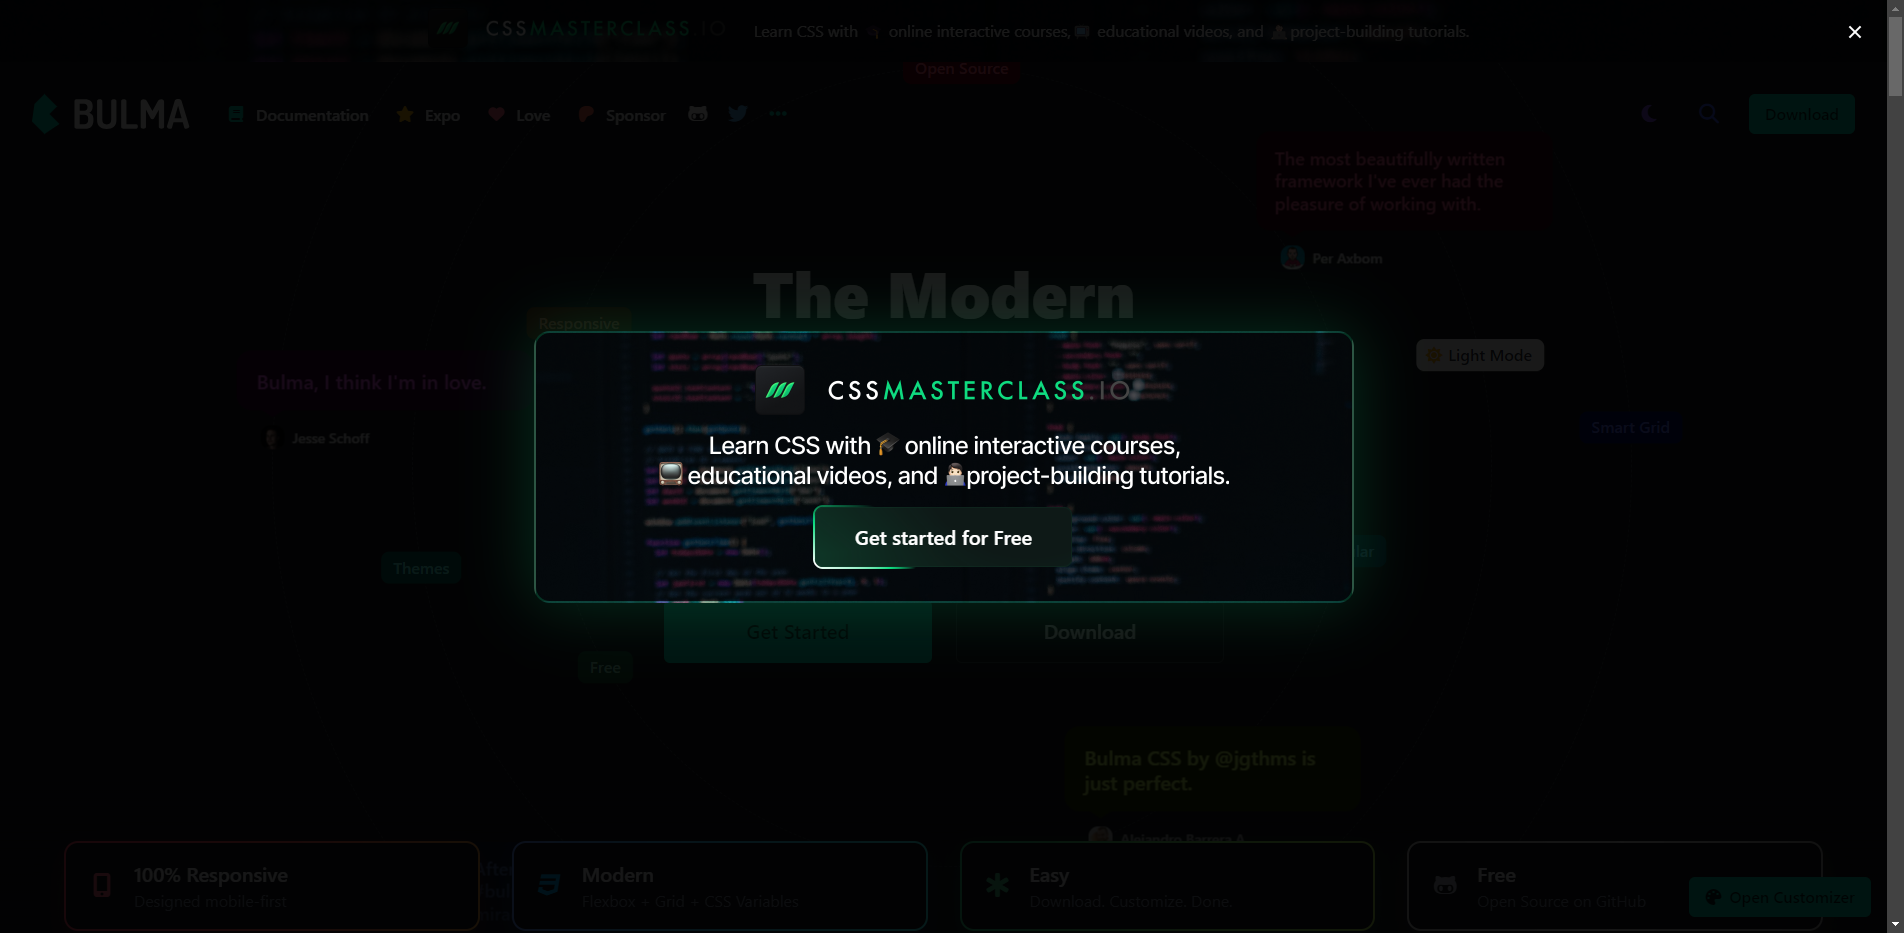 CSSMASTERCLASS.IO
Learn CSS with online interactive courses, educational videos, and project-building tutorials.
Open Source
BULMA
Documentation
Expo
Love
Sponsor
Download
The most beautifully written
framework I've ever had the
pleasure of working with.
Per Axbom
The Modern
Responsive
Light Mode
Bulma, I think I'm in love.
Jesse Schoff
Smart Grid
CSSMASTERCLASS.IO
Learn CSS with online interactive courses,
educational videos, and project-building tutorials.
Get started for Free
lar
Themes
Get Started
Download
Free
Bulma CSS by @jgthms is
just perfect.
100% Responsive
Designed mobile-first
Modern
Flexbox + Grid + CSS Variables
Easy
Download. Customize. Done.
Free
Open Source on GitHub
Open Customizer